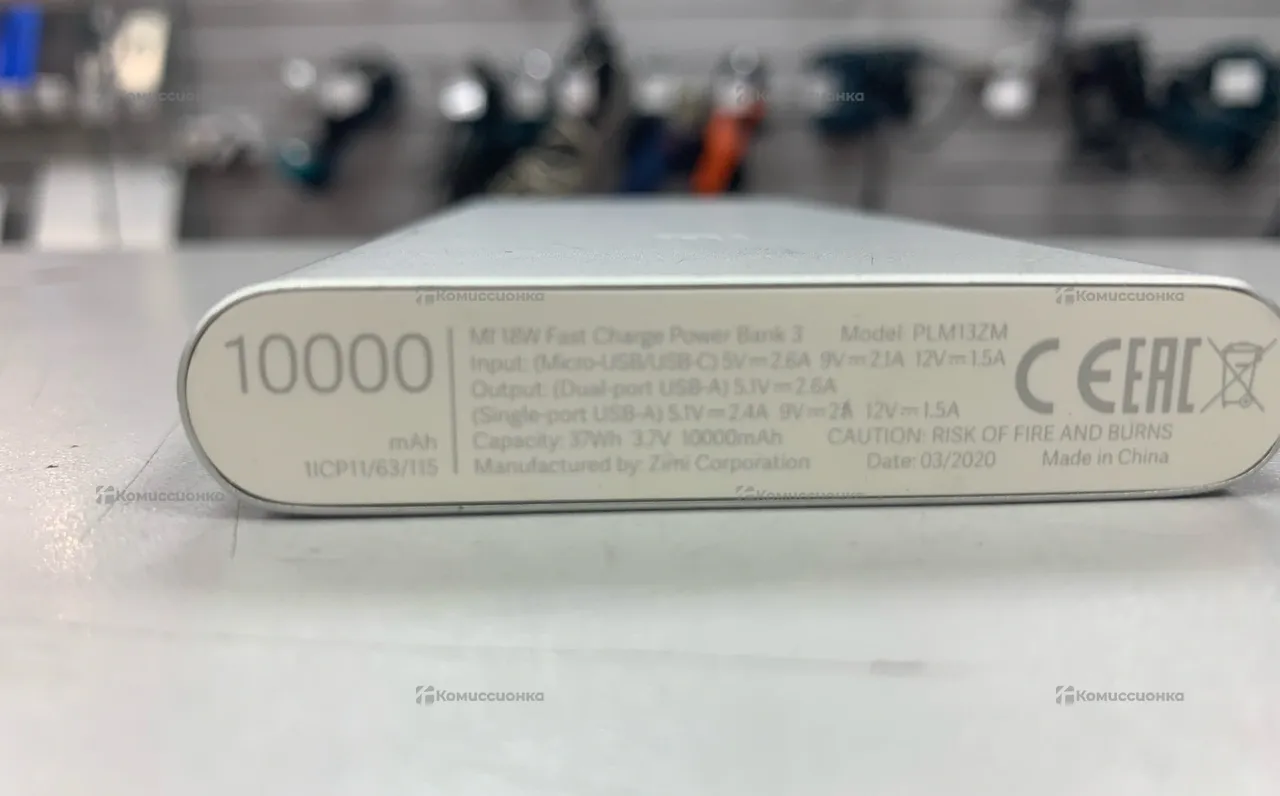 10000
mAh
1ICP11/63/115
Mi 18W Fast Charge Power Bank 3 Model: PLM13ZM
Input: (Micro-USB/USB-C) 5V⎓2.6A 9V⎓2.1A 12V⎓1.5A
Output: (Dual-port USB-A) 5.1V⎓2.6A
(Single-port USB-A) 5.1V⎓2.4A 9V⎓2A 12V⎓1.5A
Capacity: 37Wh 3.7V 10000mAh CAUTION: RISK OF FIRE AND BURNS
Manufactured by: Zimi Corporation Date: 03/2020 Made in China
CE EAC
Комиссионка
Комиссионка
Комиссионка
Комиссионка
Комиссионка
Комиссионка
Комиссионка
Комиссионка